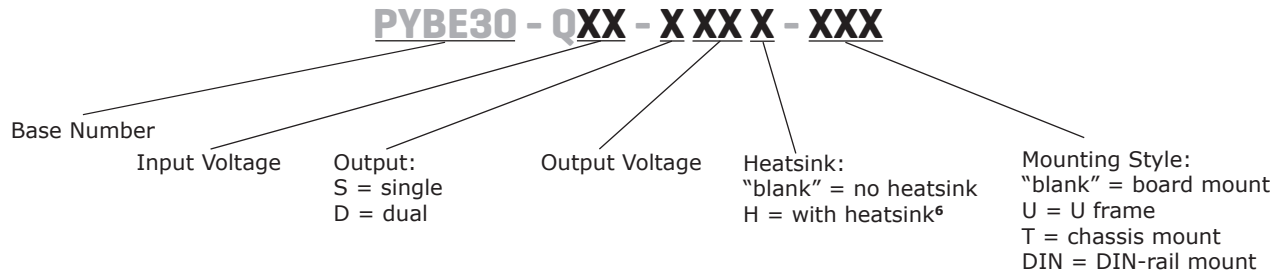 PYBE30 - QXX - X XX X - XXX
Base Number
Input Voltage
Output:
S = single
D = dual
Output Voltage
Heatsink:
"blank" = no heatsink
H = with heatsink⁶
Mounting Style:
"blank" = board mount
U = U frame
T = chassis mount
DIN = DIN-rail mount